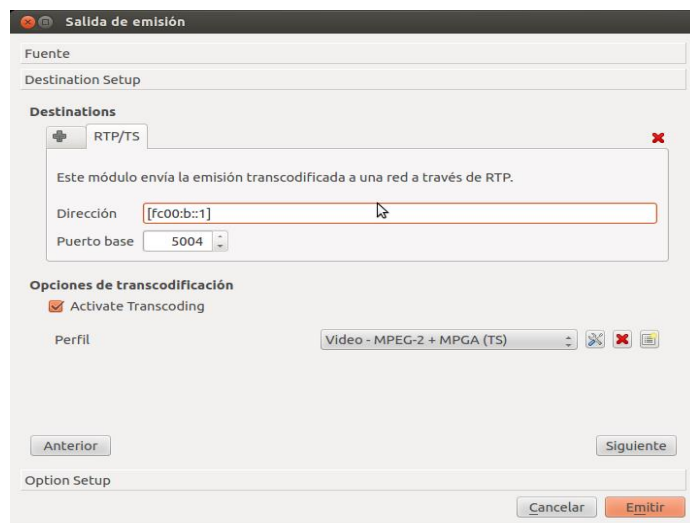 Salida de emisión
Fuente
Destination Setup
Destinations
RTP/TS
Este módulo envía la emisión transcodificada a una red a través de RTP.
Dirección [fc00:b::1]
Puerto base 5004
Opciones de transcodificación
Activate Transcoding
Perfil Video - MPEG-2 + MPGA (TS)
Anterior Siguiente
Option Setup
Cancelar Emitir